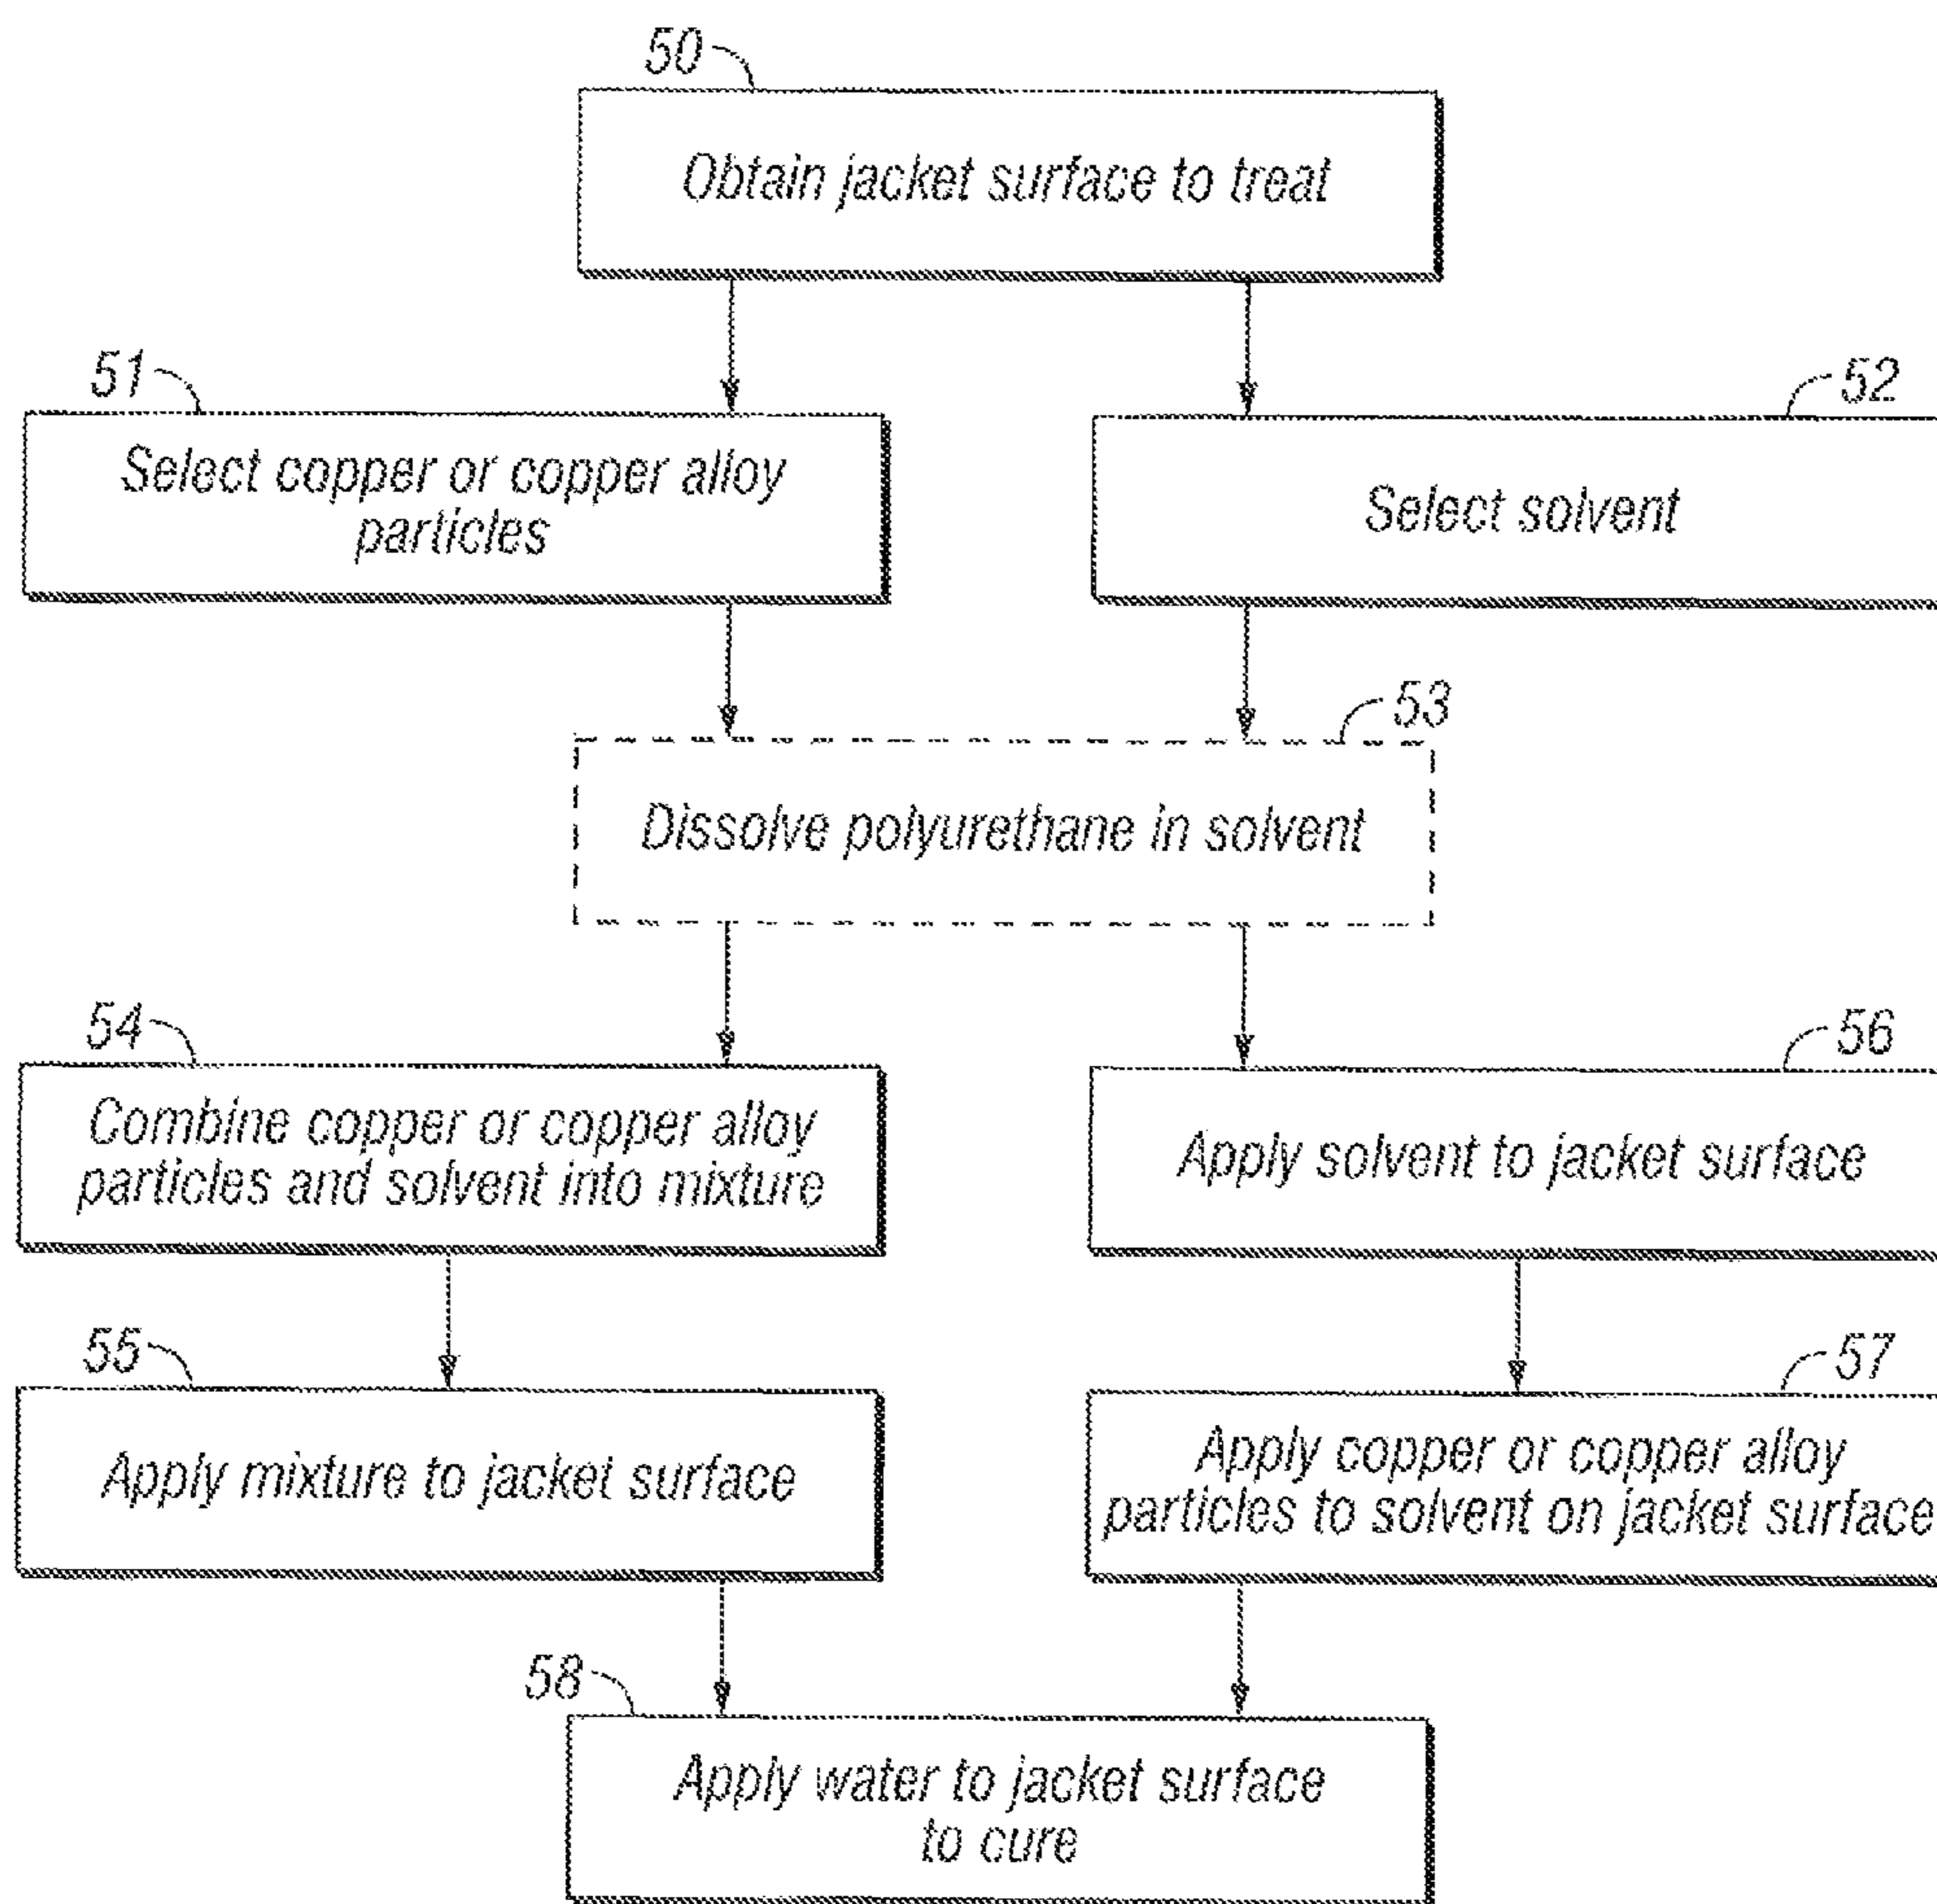 50
Obtain jacket surface to treat
51
52
Select copper or copper alloy
particles
Select solvent
53
Dissolve polyurethane in solvent
54
56
Combine copper or copper alloy
particles and solvent into mixture
Apply solvent to jacket surface
55
57
Apply mixture to jacket surface
Apply copper or copper alloy
particles to solvent on jacket surface
58
Apply water to jacket surface
to cure